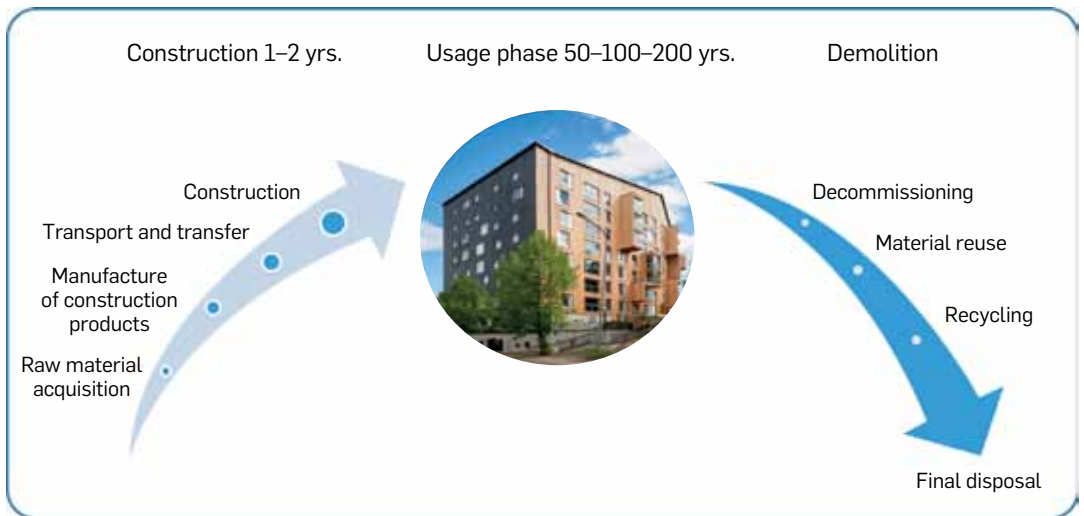 Construction 1–2 yrs.
Usage phase 50–100–200 yrs.
Demolition
Construction
Transport and transfer
Manufacture
of construction
products
Raw material
acquisition
Decommissioning
Material reuse
Recycling
Final disposal